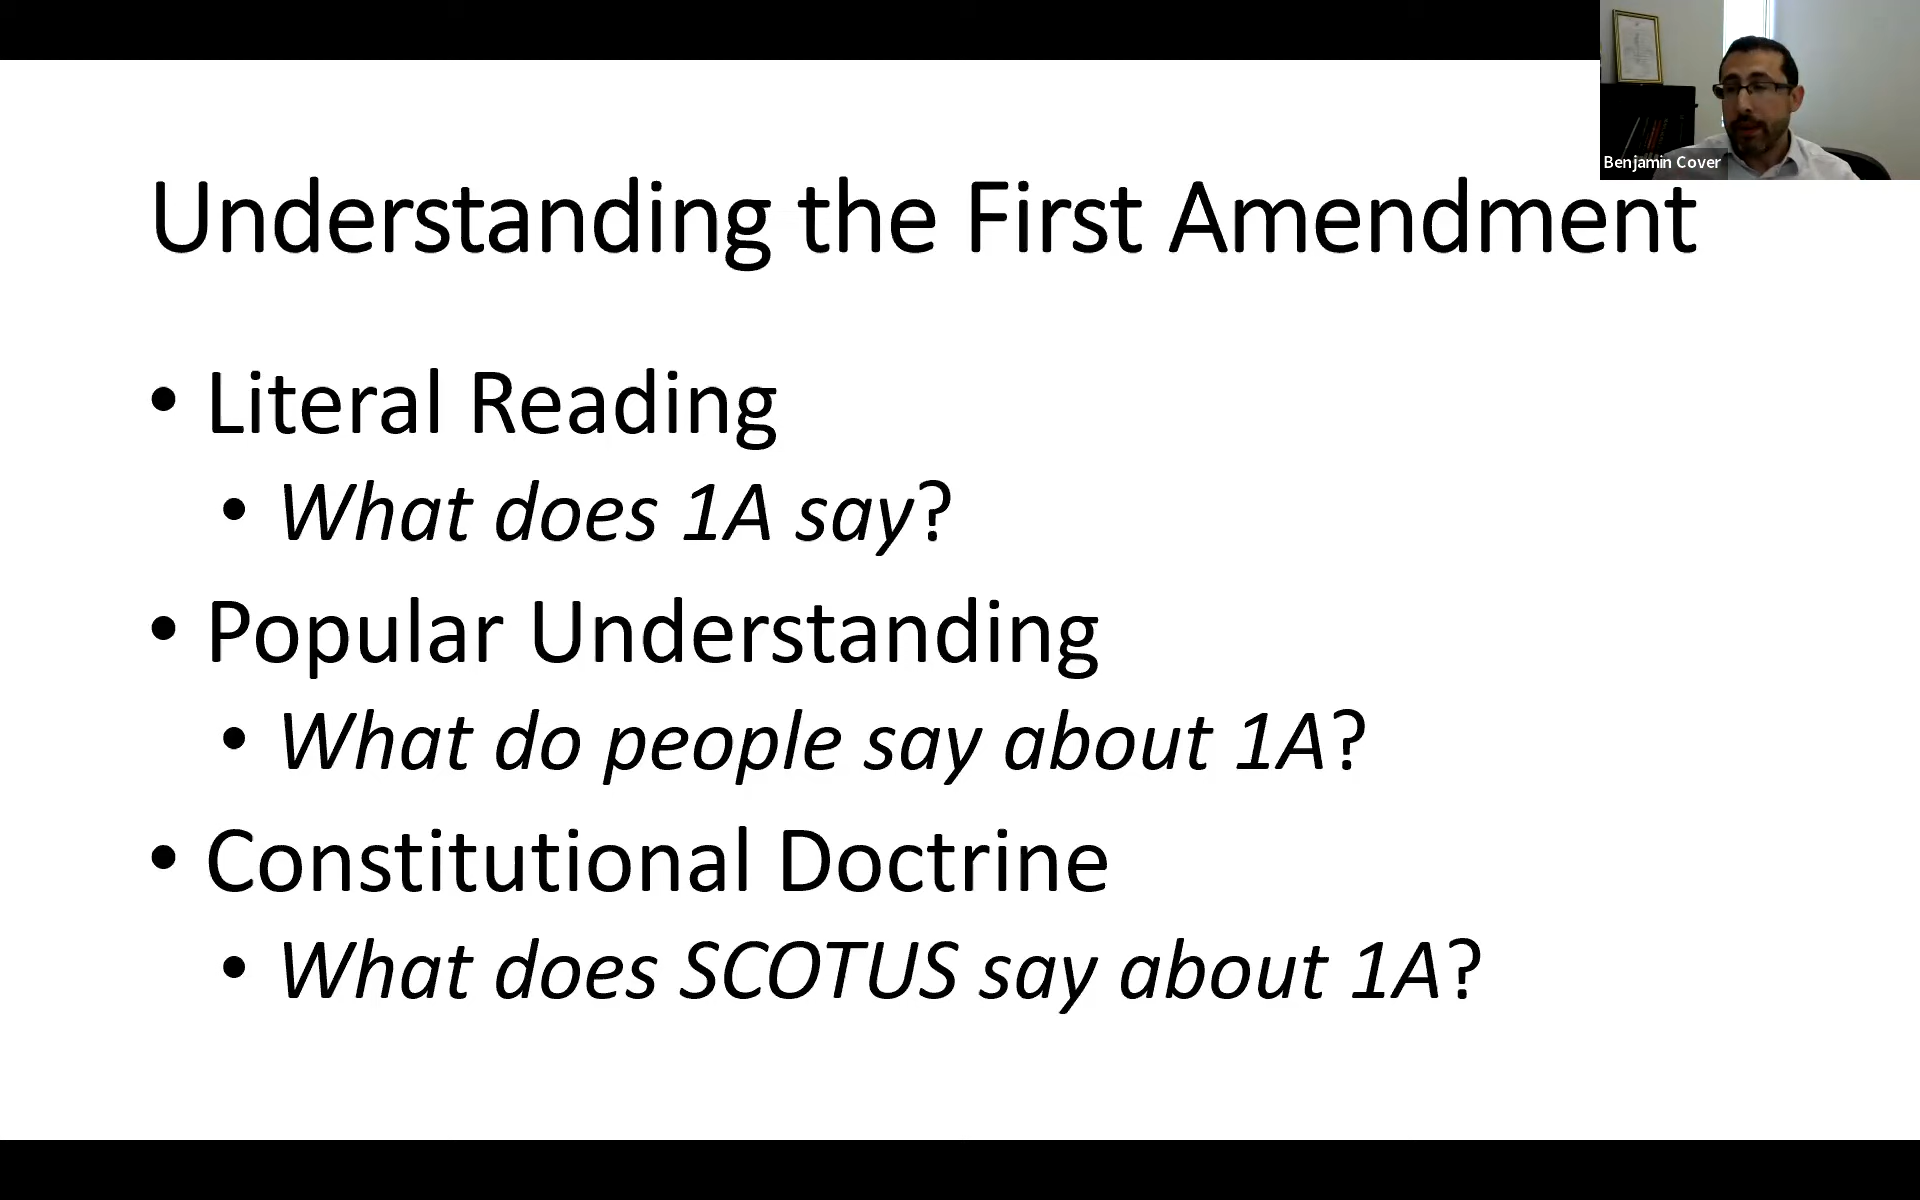 Benjamin Cover
Understanding the First Amendment
• Literal Reading
• What does 1A say?
• Popular Understanding
• What do people say about 1A?
• Constitutional Doctrine
• What does SCOTUS say about 1A?